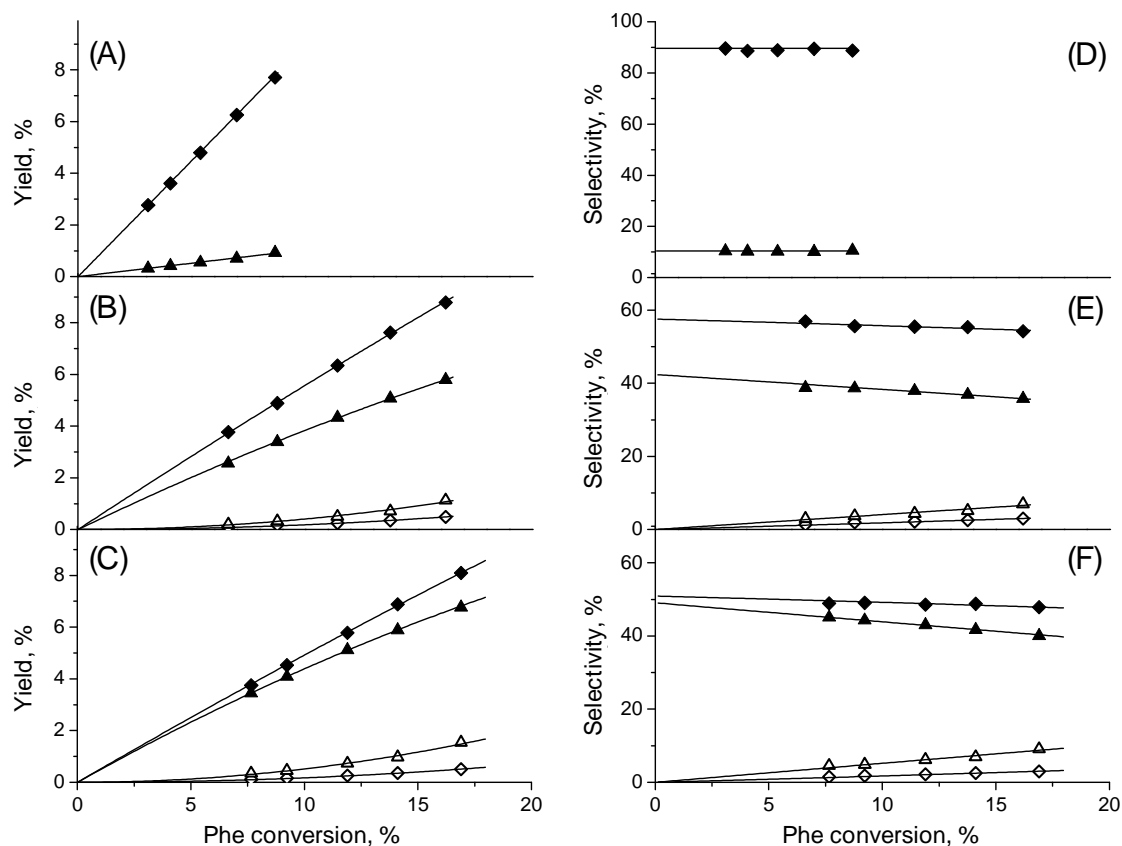 (A)
Yield, %
8
6
4
2
0
(B)
Yield, %
8
6
4
2
0
(C)
Yield, %
8
6
4
2
0
0 5 10 15 20
Phe conversion, %
(D)
Selectivity, %
100
80
60
40
20
0
(E)
Selectivity, %
60
40
20
0
(F)
Selectivity, %
60
40
20
0
0 5 10 15 20
Phe conversion, %